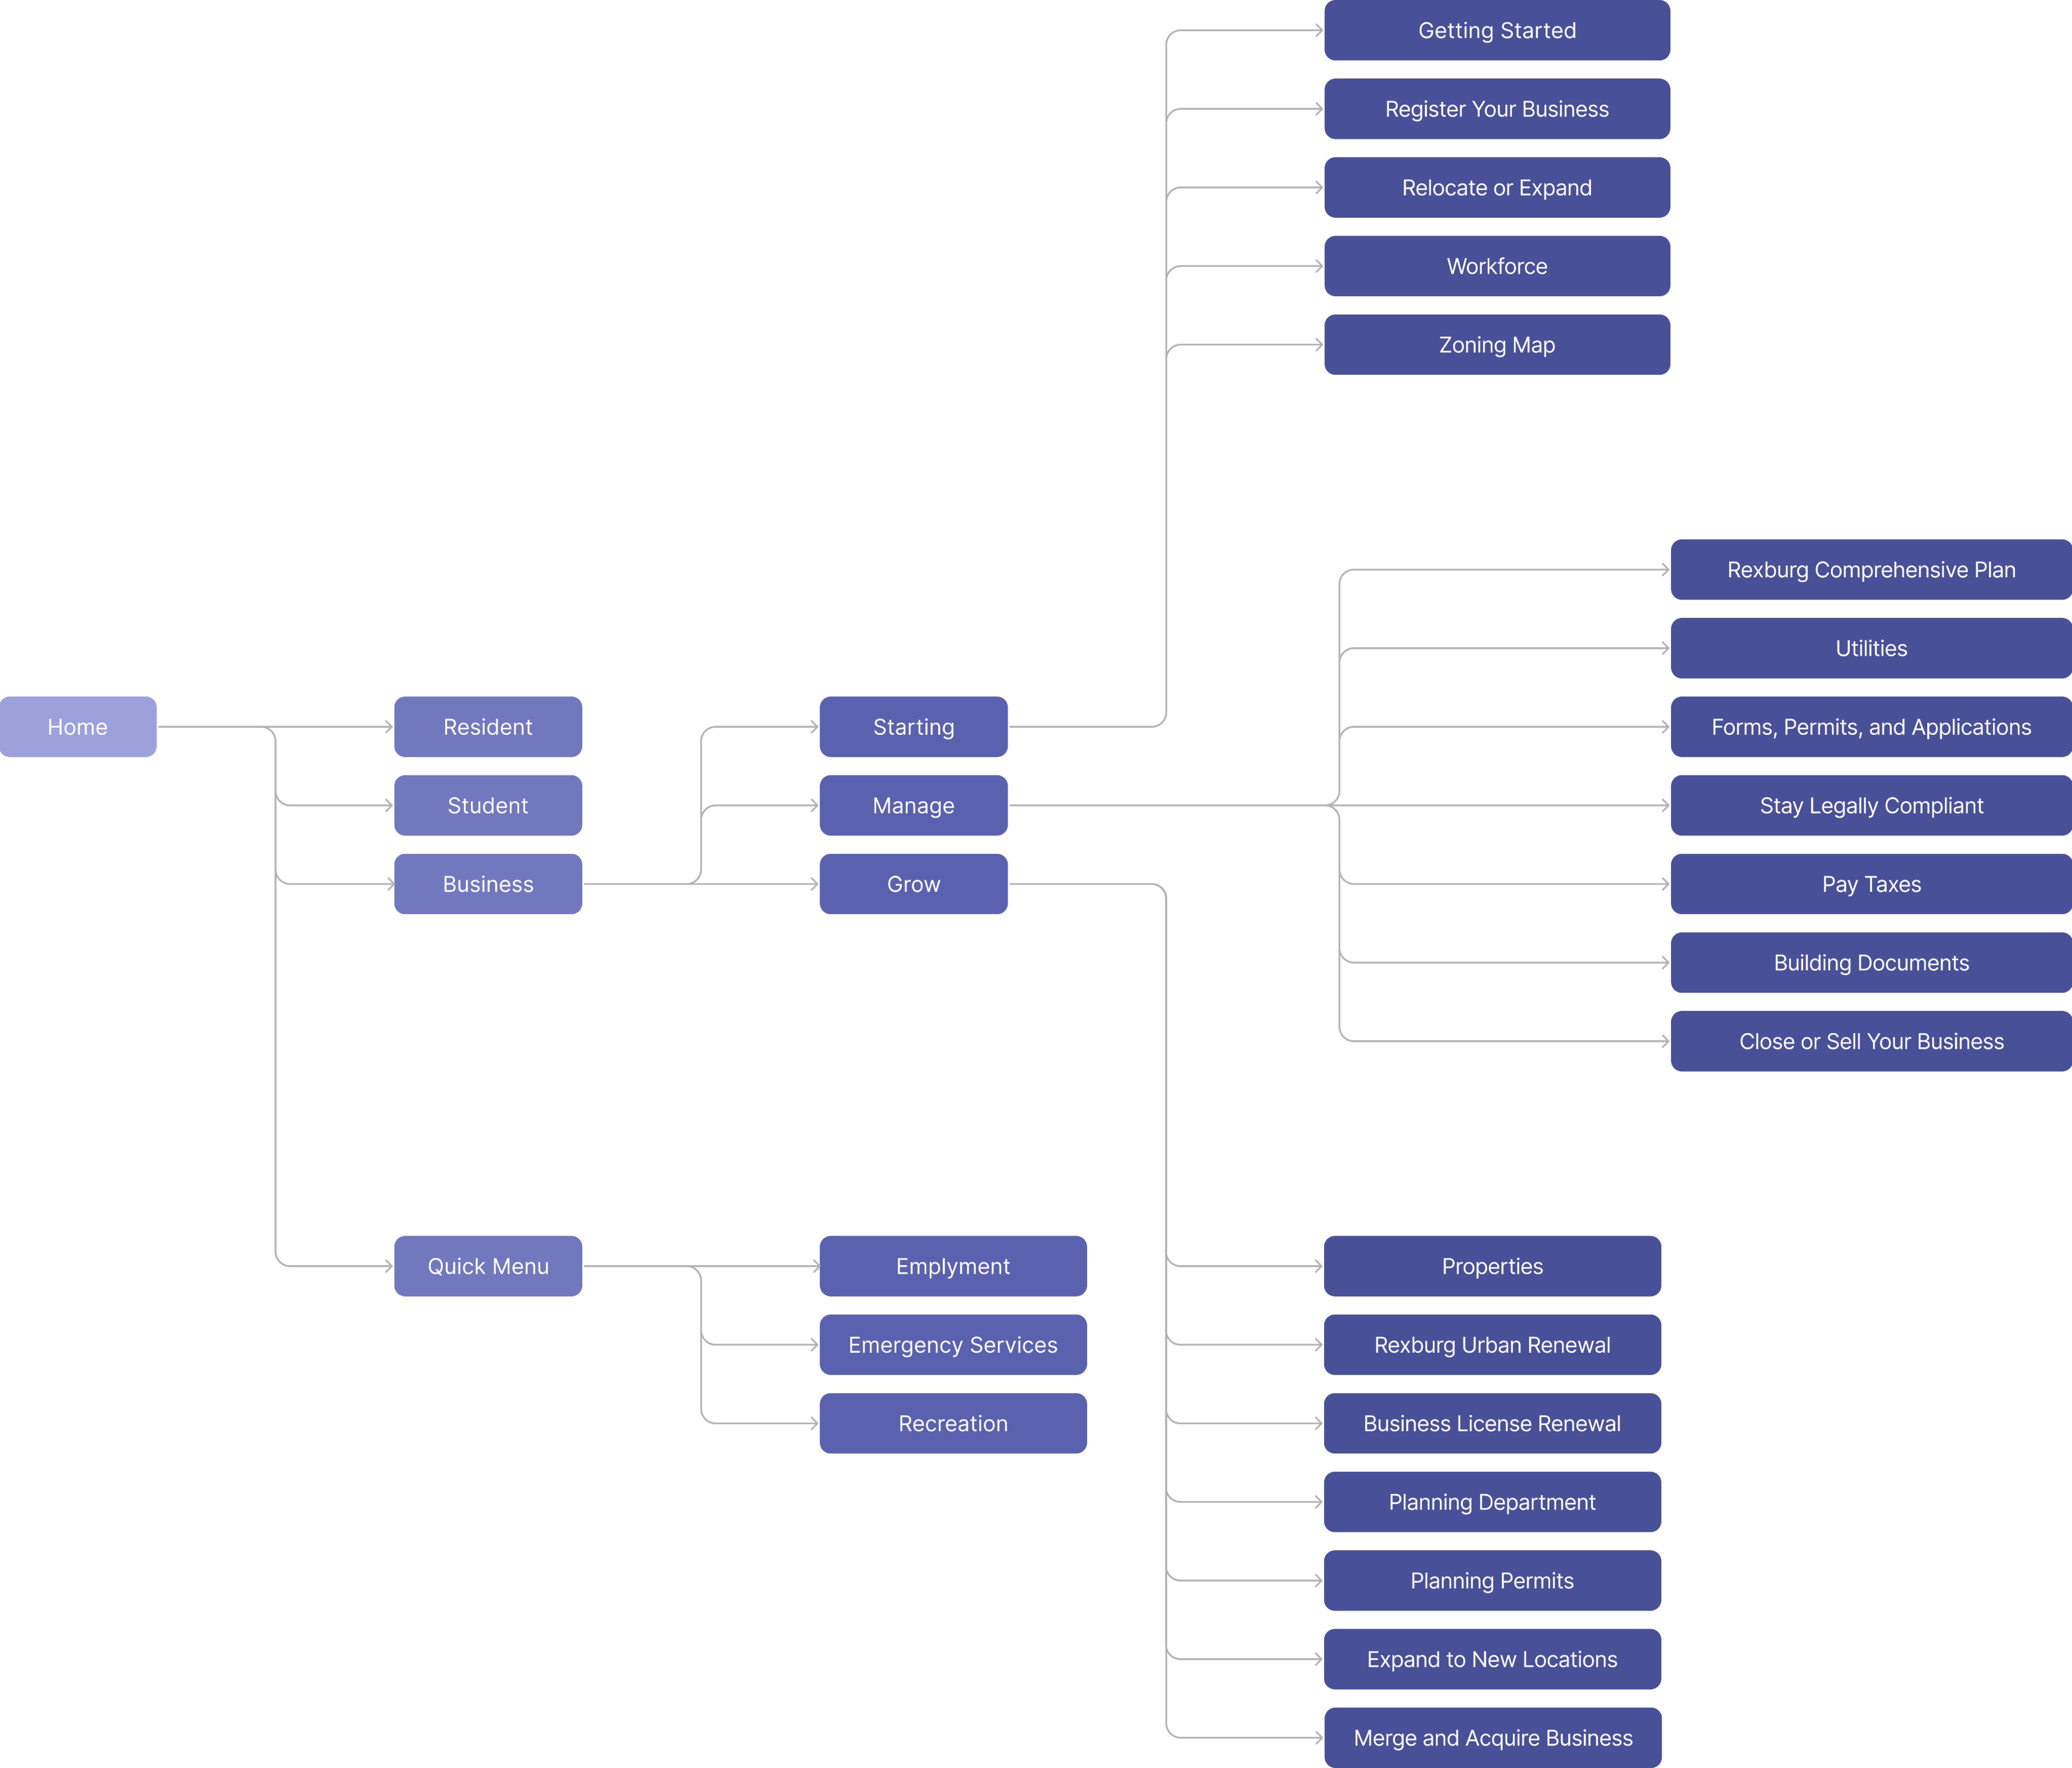 Getting Started
Register Your Business
Relocate or Expand
Workforce
Zoning Map
Rexburg Comprehensive Plan
Utilities
Home
Resident
Starting
Forms, Permits, and Applications
Student
Manage
Stay Legally Compliant
Business
Grow
Pay Taxes
Building Documents
Close or Sell Your Business
Quick Menu
Emplyment
Properties
Emergency Services
Rexburg Urban Renewal
Recreation
Business License Renewal
Planning Department
Planning Permits
Expand to New Locations
Merge and Acquire Business